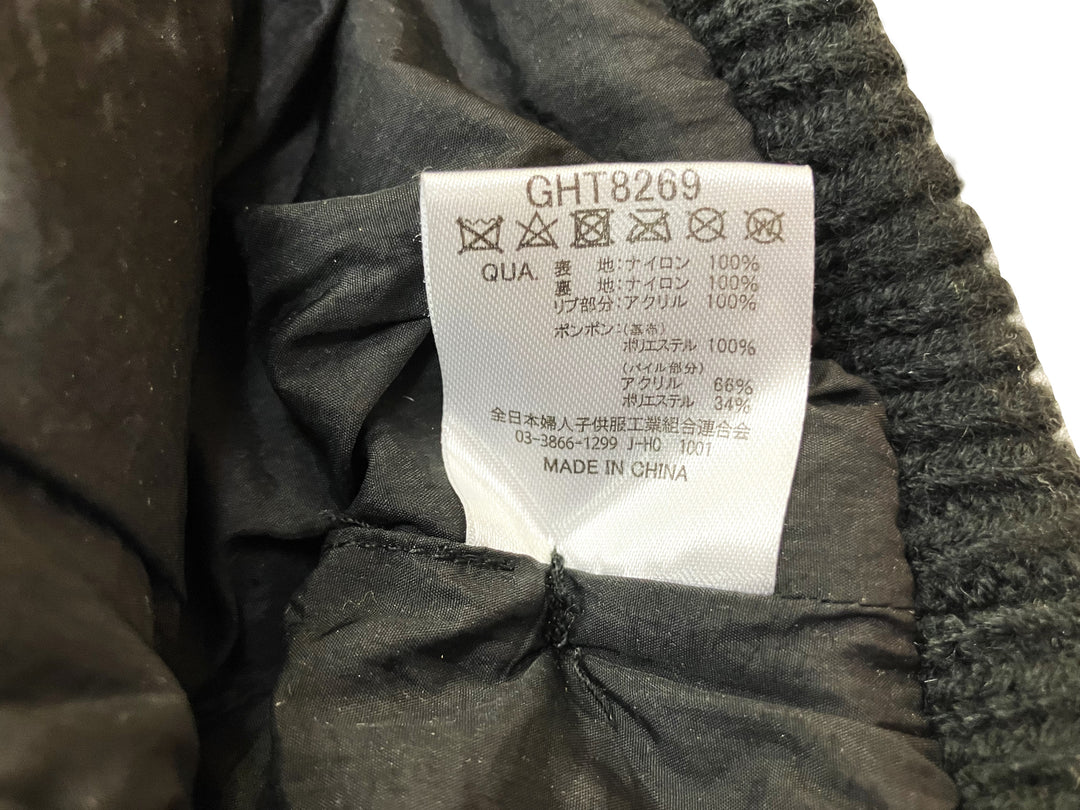 GHT8269
QUA. 表 地:ナイロン 100%
裏 地:ナイロン 100%
リブ部分:アクリル 100%
ポンポン:(基布)
ポリエステル 100%
(パイル部分)
アクリル 66%
ポリエステル 34%
全日本婦人子供服工業組合連合会
03-3866-1299 J-HO 1001
MADE IN CHINA